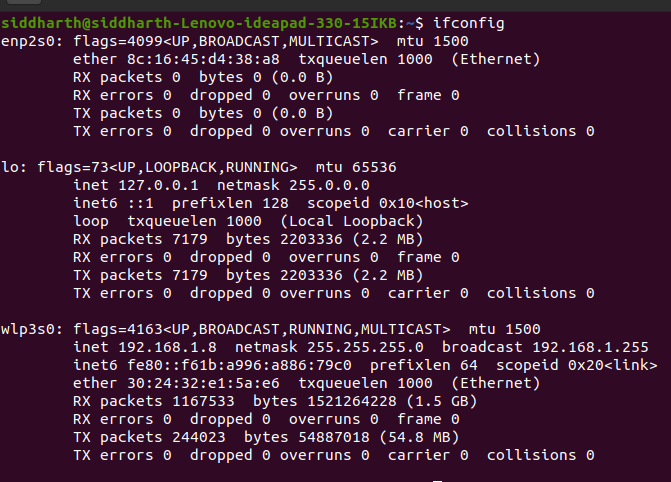 siddharth@siddharth-Lenovo-ideapad-330-15IKB:~$ ifconfig
enp2s0: flags=4099<UP,BROADCAST,MULTICAST>  mtu 1500
        ether 8c:16:45:d4:38:a8  txqueuelen 1000  (Ethernet)
        RX packets 0  bytes 0 (0.0 B)
        RX errors 0  dropped 0  overruns 0  frame 0
        TX packets 0  bytes 0 (0.0 B)
        TX errors 0  dropped 0 overruns 0  carrier 0  collisions 0

lo: flags=73<UP,LOOPBACK,RUNNING>  mtu 65536
        inet 127.0.0.1  netmask 255.0.0.0
        inet6 ::1  prefixlen 128  scopeid 0x10<host>
        loop  txqueuelen 1000  (Local Loopback)
        RX packets 7179  bytes 2203336 (2.2 MB)
        RX errors 0  dropped 0  overruns 0  frame 0
        TX packets 7179  bytes 2203336 (2.2 MB)
        TX errors 0  dropped 0 overruns 0  carrier 0  collisions 0

wlp3s0: flags=4163<UP,BROADCAST,RUNNING,MULTICAST>  mtu 1500
        inet 192.168.1.8  netmask 255.255.255.0  broadcast 192.168.1.255
        inet6 fe80::f61b:a996:a886:79c0  prefixlen 64  scopeid 0x20<link>
        ether 30:24:32:e1:5a:e6  txqueuelen 1000  (Ethernet)
        RX packets 1167533  bytes 1521264228 (1.5 GB)
        RX errors 0  dropped 0  overruns 0  frame 0
        TX packets 244023  bytes 54887018 (54.8 MB)
        TX errors 0  dropped 0 overruns 0  carrier 0  collisions 0